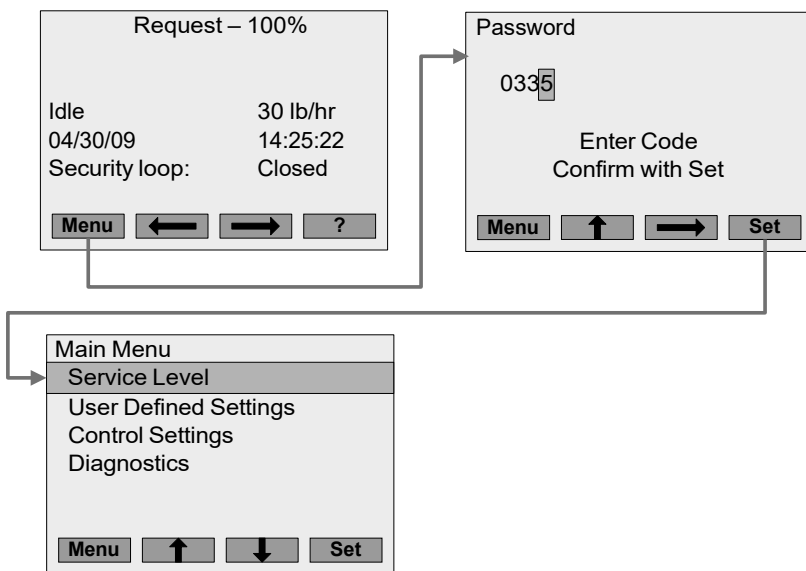 Request – 100%
Idle 30 lb/hr
04/30/09 14:25:22
Security loop: Closed
Menu ?
Password
0335
Enter Code
Confirm with Set
Menu Set
Main Menu
Service Level
User Defined Settings
Control Settings
Diagnostics
Menu Set